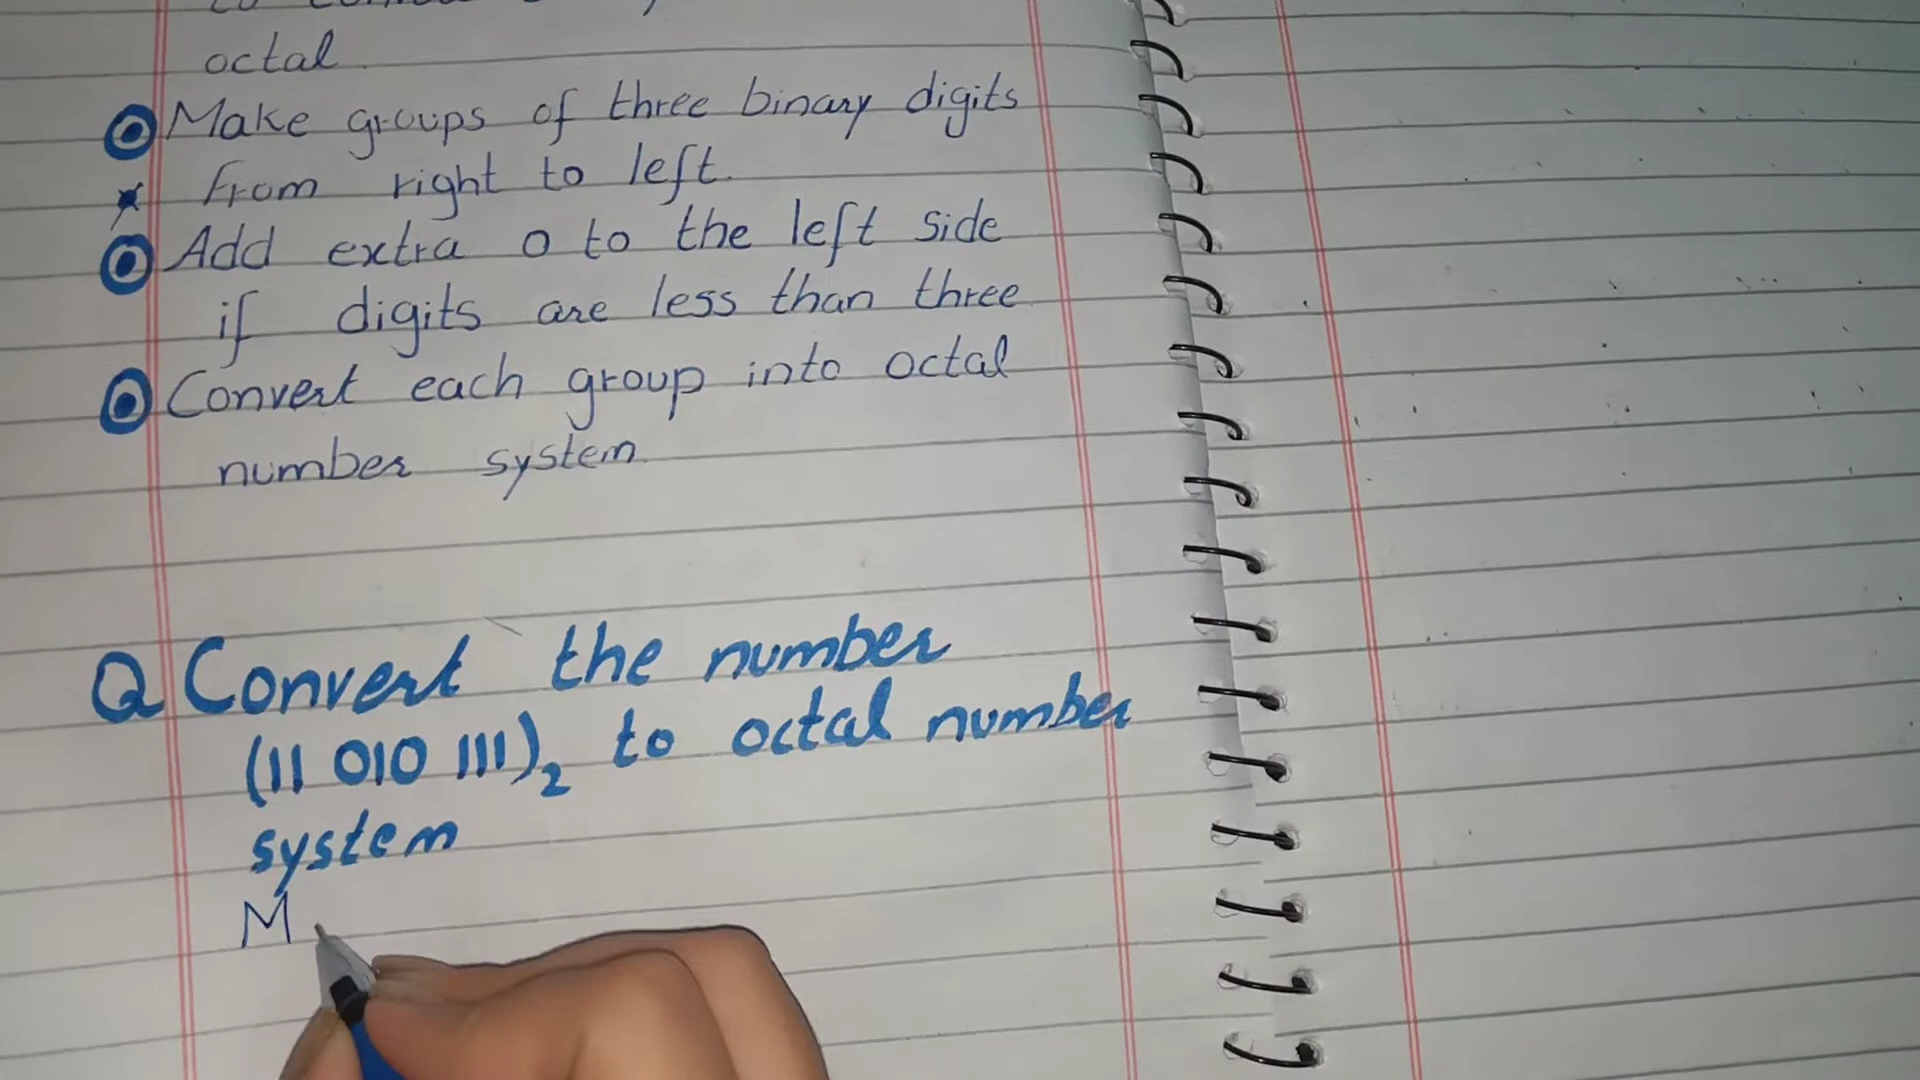 octal.
Make groups of three binary digits
from right to left.
Add extra 0 to the left side
if digits are less than three
Convert each group into octal
number system
Q Convert the number
(11 010 111)2 to octal number
system
M